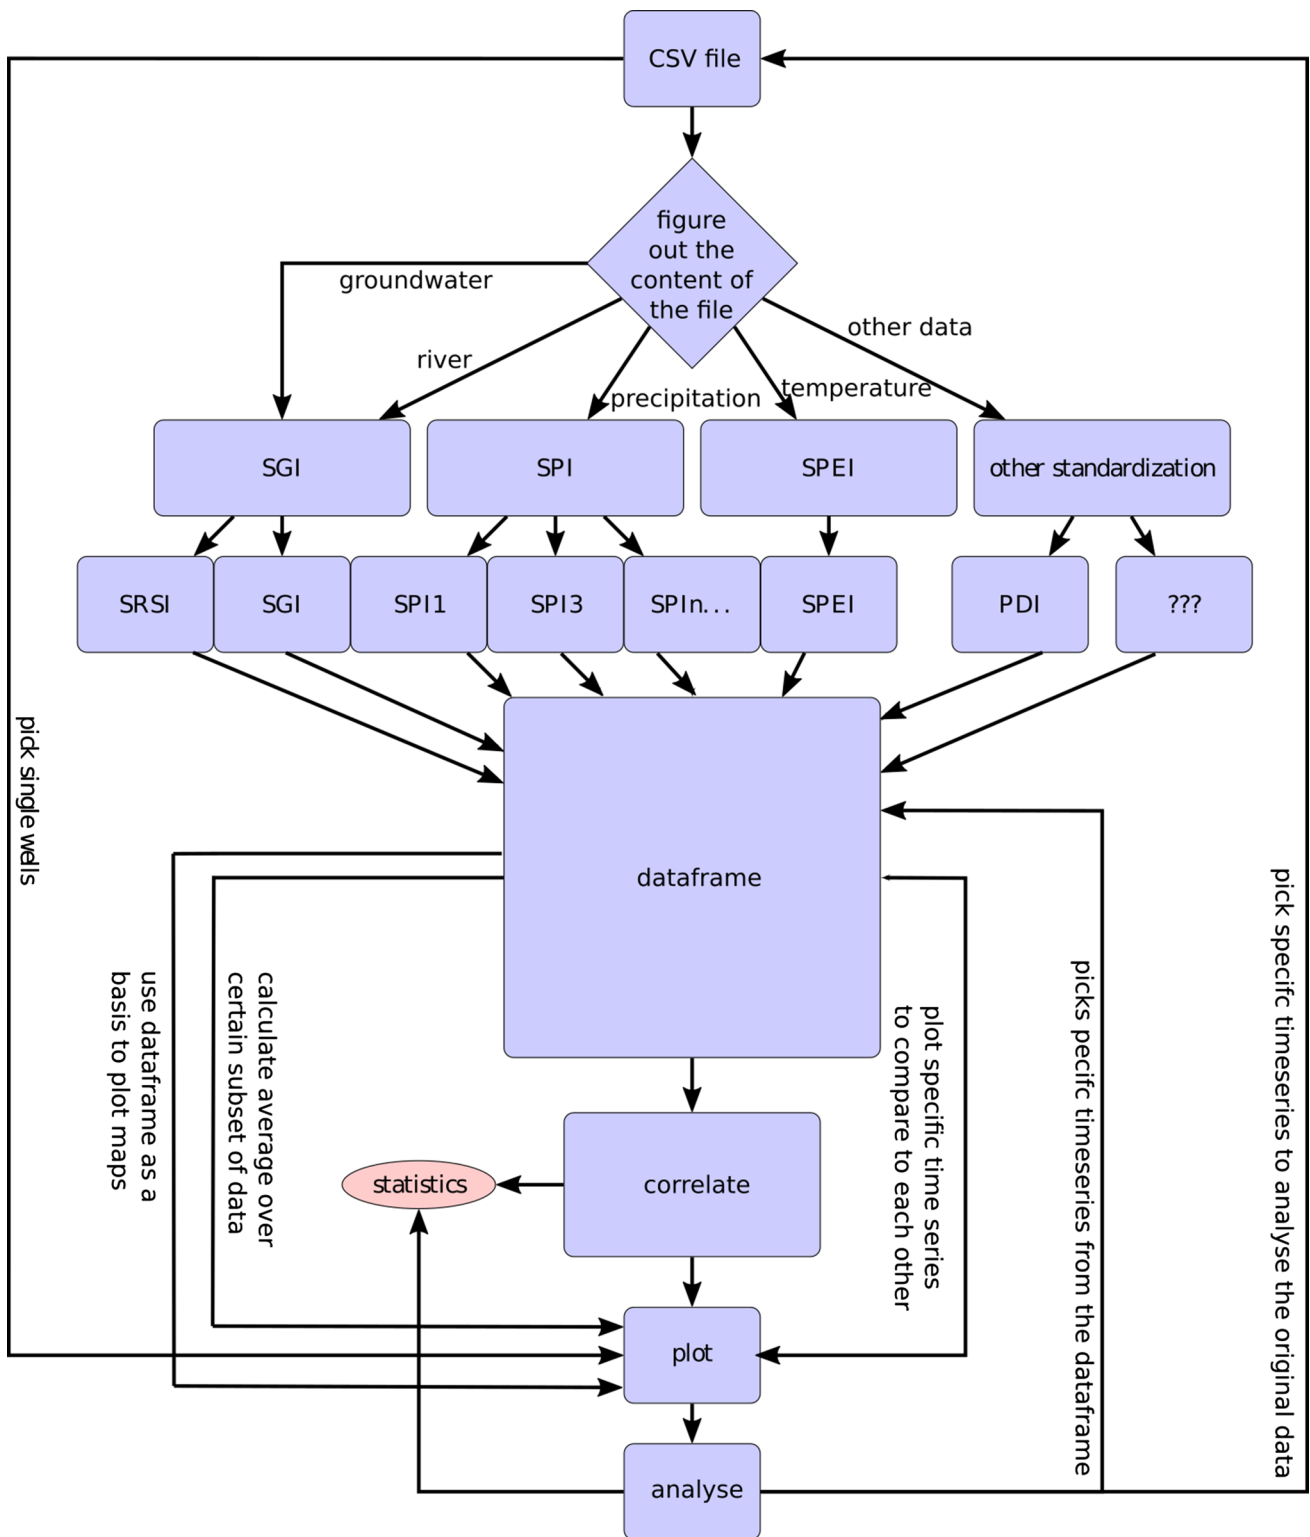 CSV file
figure
out the
content of
the file
groundwater
river
precipitation
temperature
other data
SGI
SPI
SPEI
other standardization
SRSI
SGI
SPI1
SPI3
SPIn...
SPEI
PDI
???
pick single wells
dataframe
use dataframe as a
basis to plot maps
calculate average over
certain subset of data
plot specific time series
to compare to each other
picks pecifc timeseries from the dataframe
pick specifc timeseries to analyse the original data
correlate
statistics
plot
analyse